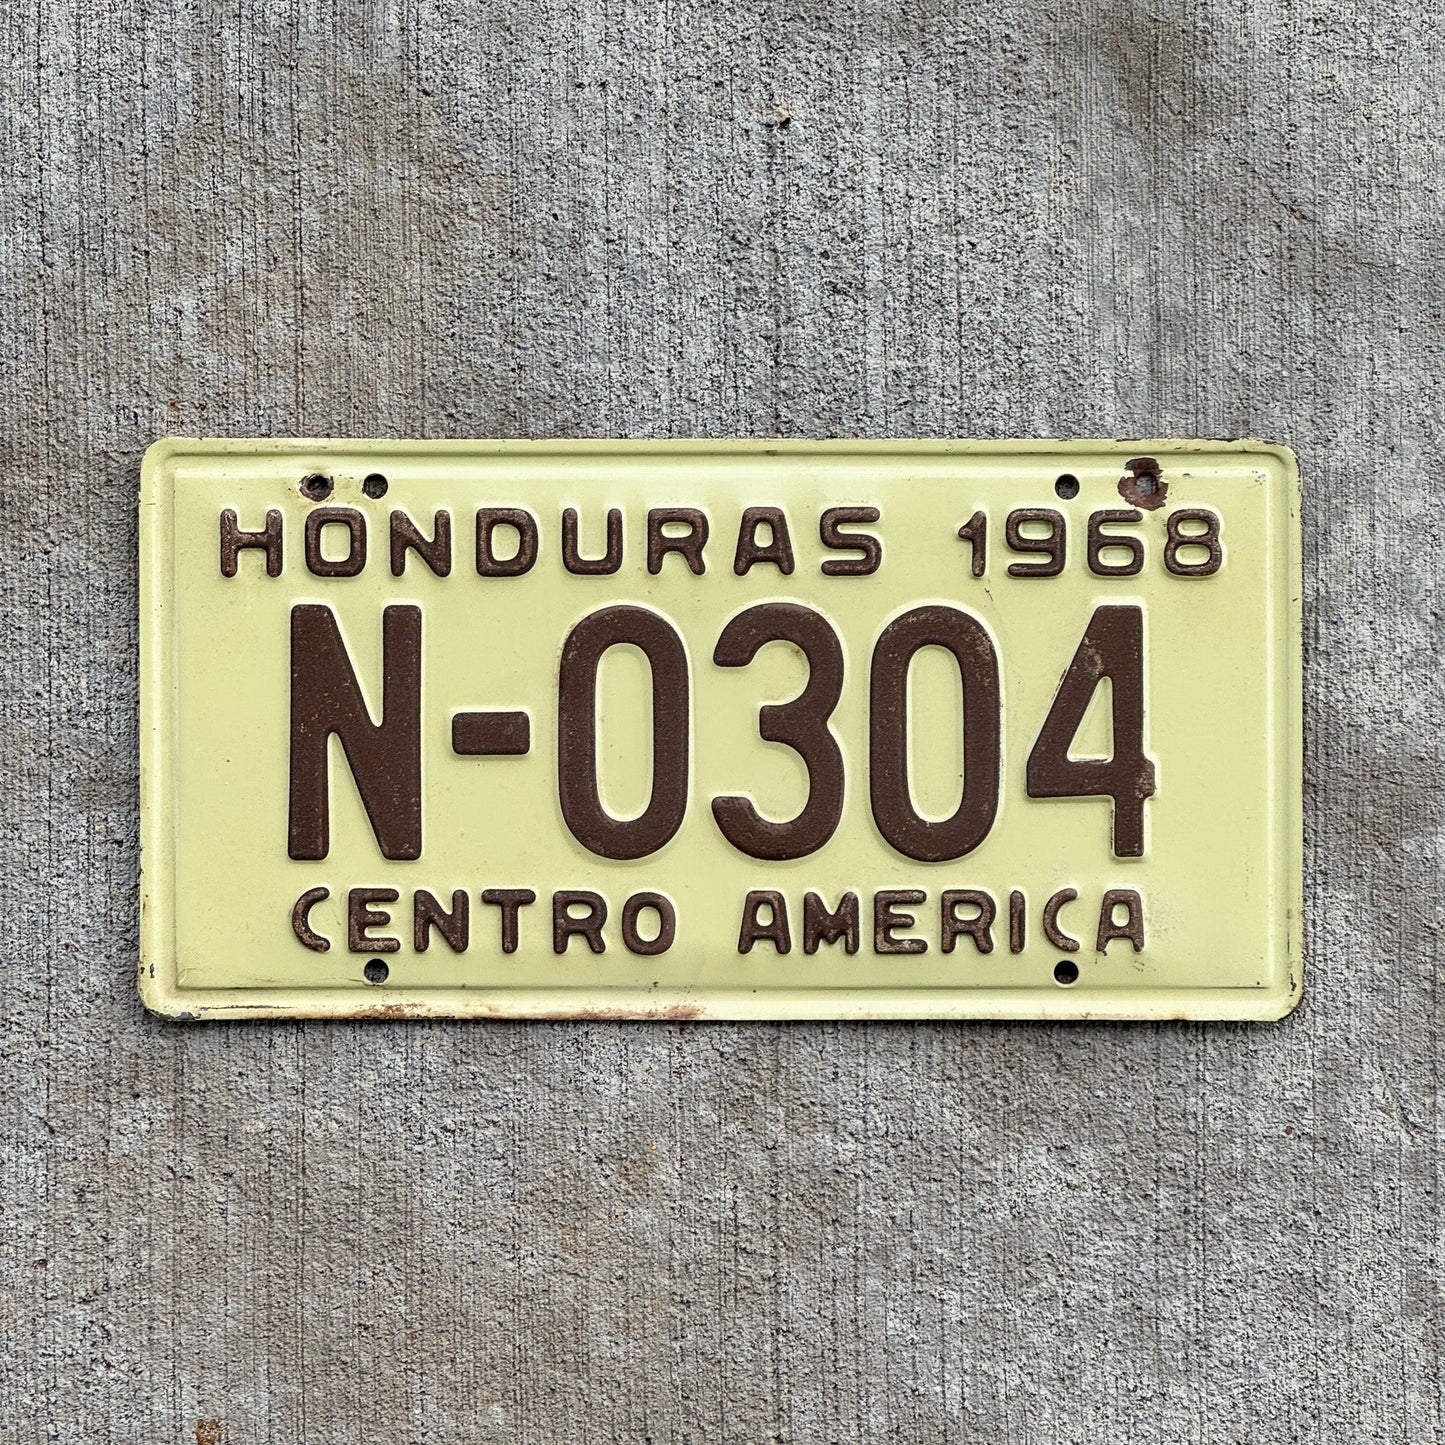 HONDURAS 1968
N-0304
CENTRO AMERICA